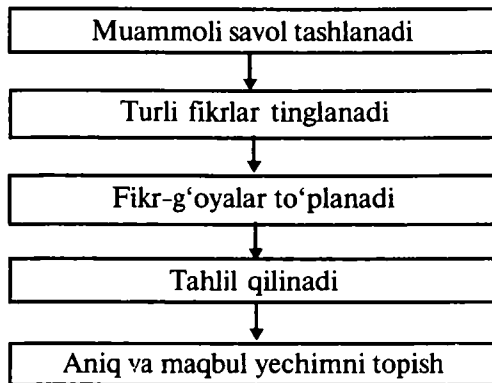 Muammoli savol tashlanadi
Turli fikrlar tinglanadi
Fikr-g‘oyalar to‘planadi
Tahlil qilinadi
Aniq va maqbul yechimni topish